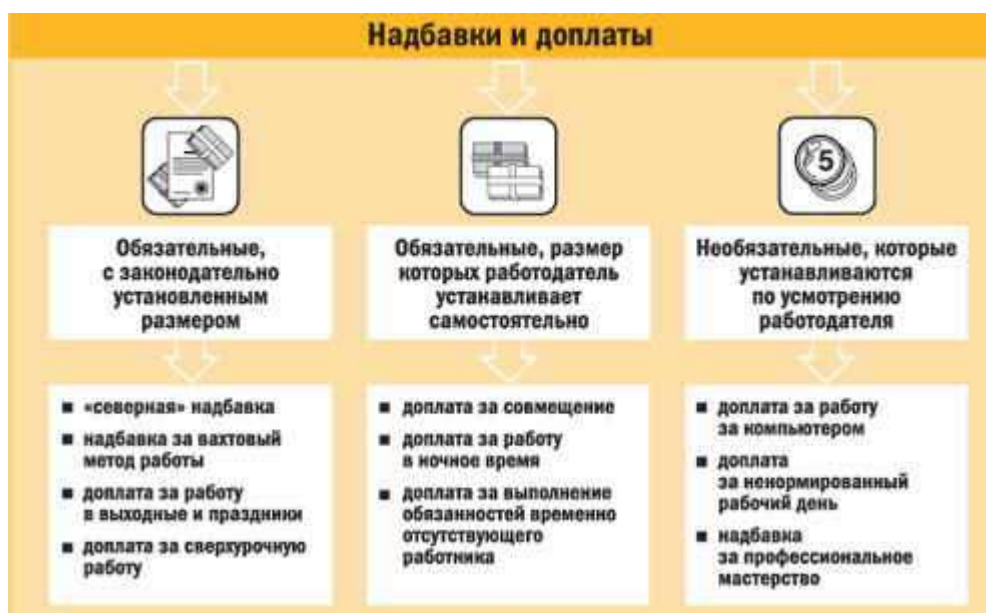 Надбавки и доплаты
5
Обязательные,
с законодательно
установленным
размером
Обязательные, размер
которых работодатель
устанавливает
самостоятельно
Необязательные, которые
устанавливаются
по усмотрению
работодателя
■ «северная» надбавка
■ надбавка за вахтовый
метод работы
■ доплата за работу
в выходные и праздники
■ доплата за сверхурочную
работу
■ доплата за совмещение
■ доплата за работу
в ночное время
■ доплата за выполнение
обязанностей временно
отсутствующего
работника
■ доплата за работу
за компьютером
■ доплата
за ненормированный
рабочий день
■ надбавка
за профессиональное
мастерство